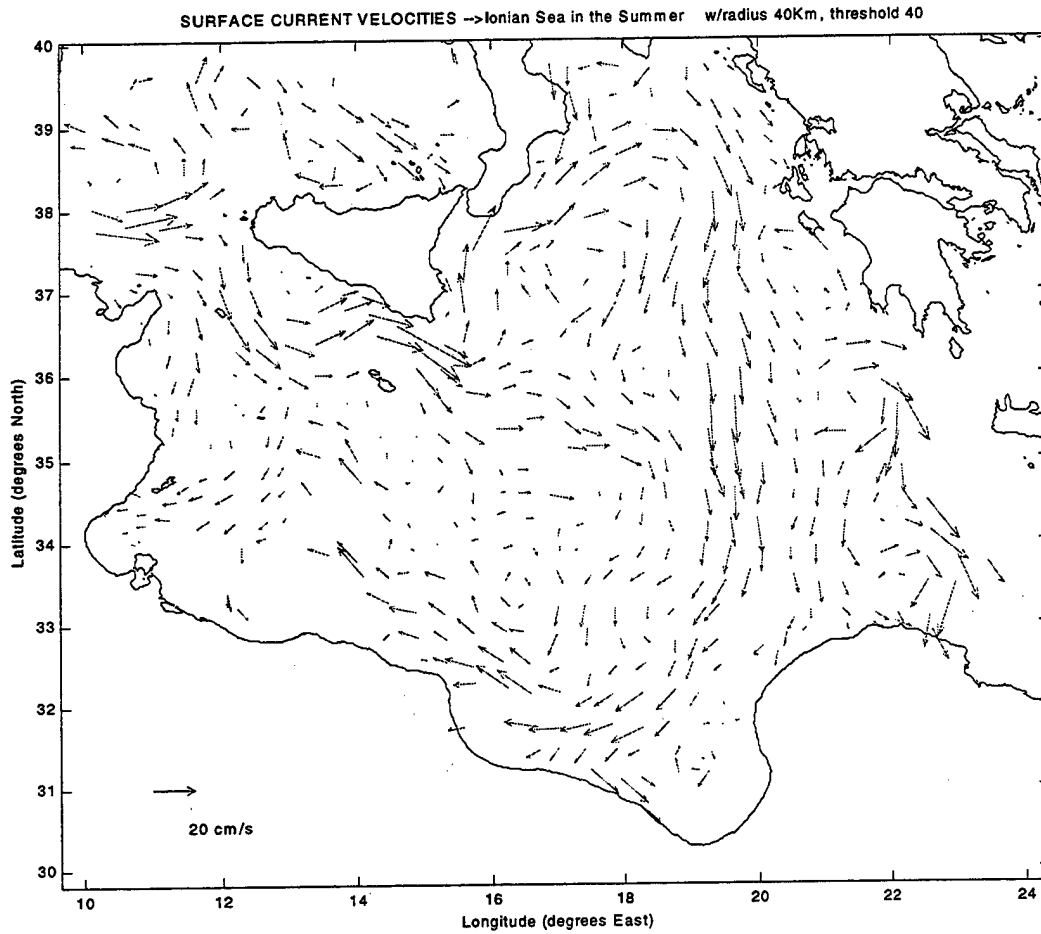 SURFACE CURRENT VELOCITIES -->Ionian Sea in the Summer w/radius 40Km, threshold 40
40
39
38
37
36
35
34
33
32
31
30
Latitude (degrees North)
20 cm/s
10 12 14 16 18 20 22 24
Longitude (degrees East)